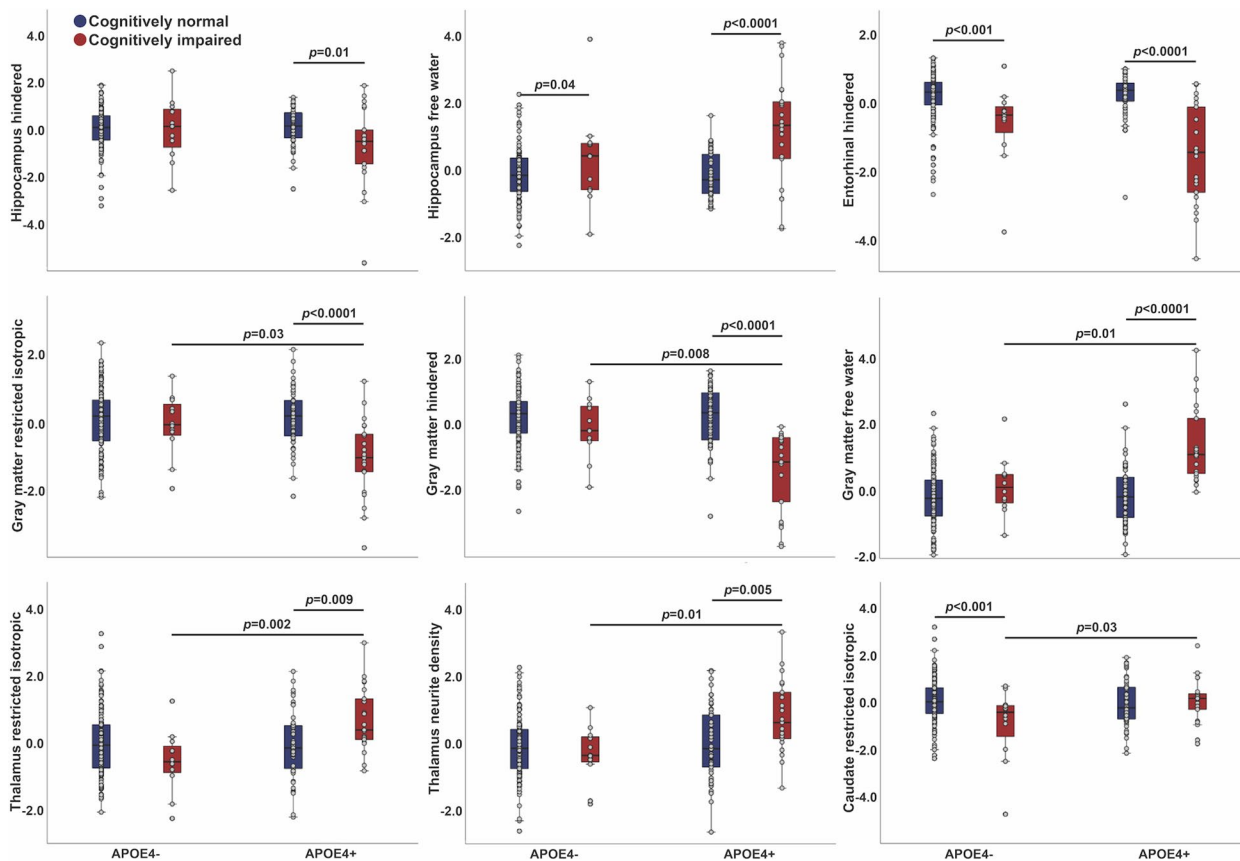 Cognitively normal
Cognitively impaired
Hippocampus hindered
4.0
2.0
0.0
-2.0
-4.0
p=0.01
Hippocampus free water
4.0
2.0
0.0
-2.0
p=0.04
p<0.0001
Entorhinal hindered
2.0
0.0
-2.0
-4.0
p<0.001
p<0.0001
Gray matter restricted isotropic
2.0
0.0
-2.0
p=0.03
p<0.0001
Gray matter hindered
2.0
0.0
-2.0
p=0.008
p<0.0001
Gray matter free water
4.0
2.0
0.0
-2.0
p=0.01
p<0.0001
Thalamus restricted isotropic
4.0
2.0
0.0
-2.0
p=0.002
p=0.009
APOE4-
APOE4+
Thalamus neurite density
4.0
2.0
0.0
-2.0
p=0.01
p=0.005
APOE4-
APOE4+
Caudate restricted isotropic
4.0
2.0
0.0
-2.0
-4.0
p<0.001
p=0.03
APOE4-
APOE4+